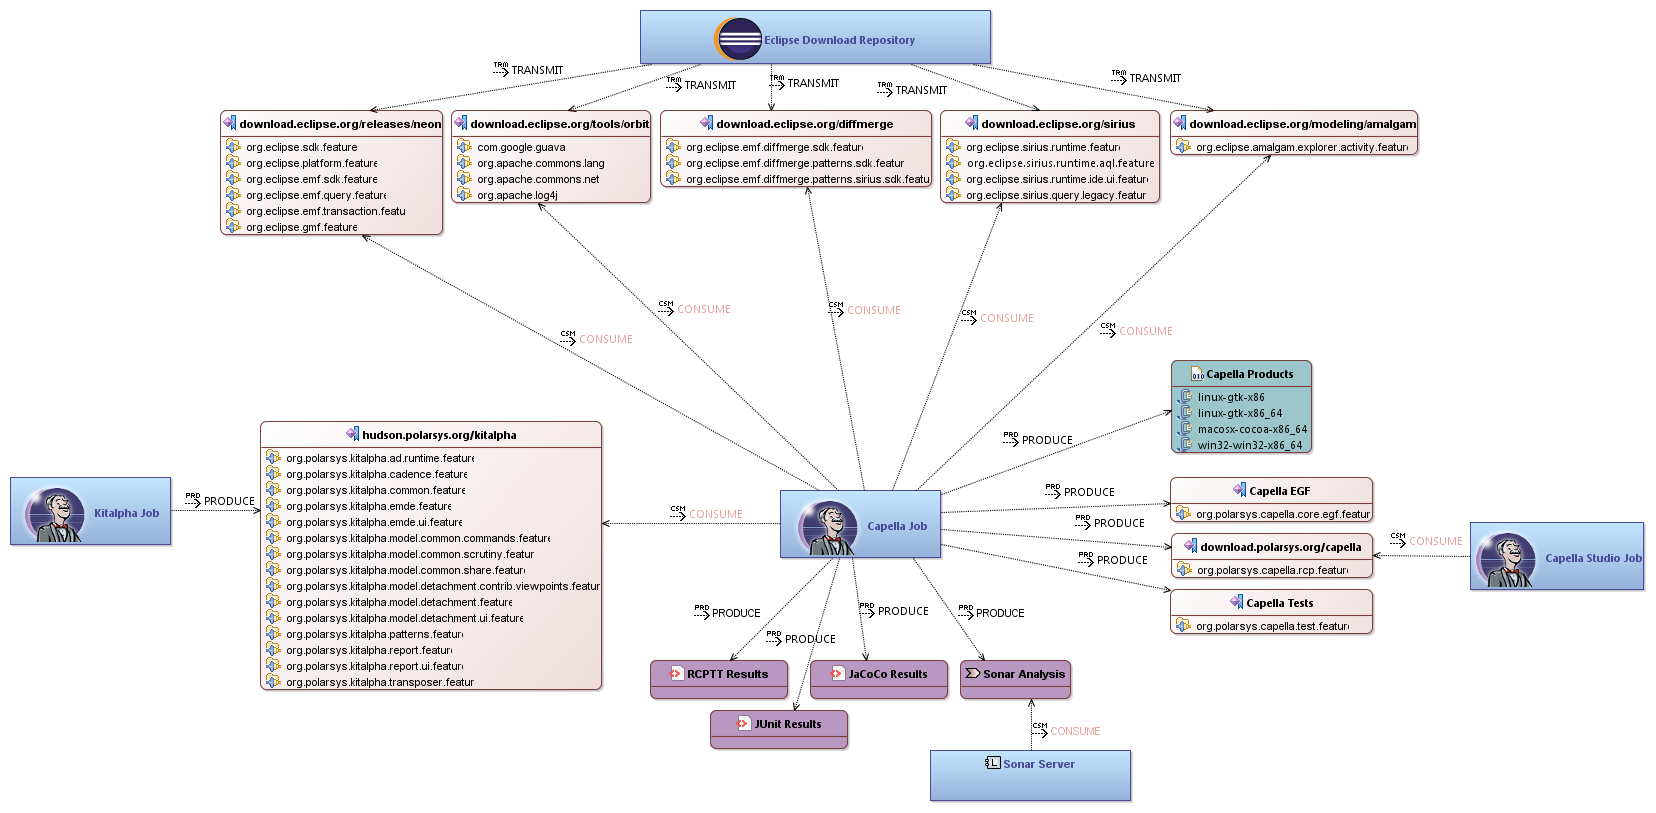 Eclipse Download Repository
TRM TRANSMIT
TRM TRANSMIT
TRM TRANSMIT
TRM TRANSMIT
TRM TRANSMIT
download.eclipse.org/releases/neon
org.eclipse.sdk.feature
org.eclipse.platform.feature
org.eclipse.emf.sdk.feature
org.eclipse.emf.query.feature
org.eclipse.emf.transaction.featu
org.eclipse.gmf.feature
download.eclipse.org/tools/orbit
com.google.guava
org.apache.commons.lang
org.apache.commons.net
org.apache.log4j
download.eclipse.org/diffmerge
org.eclipse.emf.diffmerge.sdk.feature
org.eclipse.emf.diffmerge.patterns.sdk.featur
org.eclipse.emf.diffmerge.patterns.sirius.sdk.featu
download.eclipse.org/sirius
org.eclipse.sirius.runtime.feature
org.eclipse.sirius.runtime.aql.feature
org.eclipse.sirius.runtime.ide.ui.feature
org.eclipse.sirius.query.legacy.featur
download.eclipse.org/modeling/amalgam
org.eclipse.amalgam.explorer.activity.feature
CSM CONSUME
CSM CONSUME
CSM CONSUME
CSM CONSUME
CSM CONSUME
Capella Products
linux-gtk-x86
linux-gtk-x86_64
macosx-cocoa-x86_64
win32-win32-x86_64
PRD PRODUCE
hudson.polarsys.org/kitalpha
org.polarsys.kitalpha.ad.runtime.feature
org.polarsys.kitalpha.cadence.feature
org.polarsys.kitalpha.common.feature
org.polarsys.kitalpha.emde.feature
org.polarsys.kitalpha.emde.ui.feature
org.polarsys.kitalpha.model.common.commands.feature
org.polarsys.kitalpha.model.common.scrutiny.featur
org.polarsys.kitalpha.model.common.share.feature
org.polarsys.kitalpha.model.detachment.contrib.viewpoints.featur
org.polarsys.kitalpha.model.detachment.feature
org.polarsys.kitalpha.model.detachment.ui.feature
org.polarsys.kitalpha.patterns.feature
org.polarsys.kitalpha.report.feature
org.polarsys.kitalpha.report.ui.feature
org.polarsys.kitalpha.transposer.featur
Kitalpha Job
PRD PRODUCE
CSM CONSUME
Capella Job
PRD PRODUCE
PRD PRODUCE
PRD PRODUCE
Capella EGF
org.polarsys.capella.core.egf.featur
download.polarsys.org/capella
org.polarsys.capella.rcp.feature
Capella Tests
org.polarsys.capella.test.feature
CSM CONSUME
Capella Studio Job
PRD PRODUCE
PRD PRODUCE
PRD PRODUCE
PRD PRODUCE
RCPTT Results
JaCoCo Results
Sonar Analysis
JUnit Results
CSM CONSUME
Sonar Server